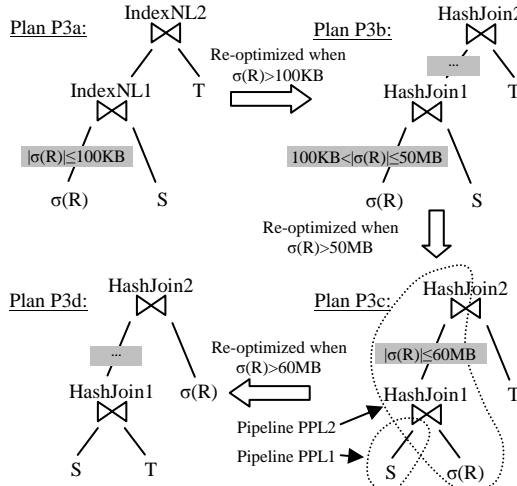 Plan P3a:
IndexNL2
Re-optimized when
σ(R)>100KB
IndexNL1
T
|σ(R)|≤100KB
σ(R)
S
Plan P3b:
HashJoin2
...
HashJoin1
T
100KB<|σ(R)|≤50MB
σ(R)
S
Re-optimized when
σ(R)>50MB
Plan P3d:
HashJoin2
...
HashJoin1
σ(R)
S
T
Re-optimized when
σ(R)>60MB
Plan P3c:
HashJoin2
|σ(R)|≤60MB
HashJoin1
T
Pipeline PPL2
Pipeline PPL1
S
σ(R)